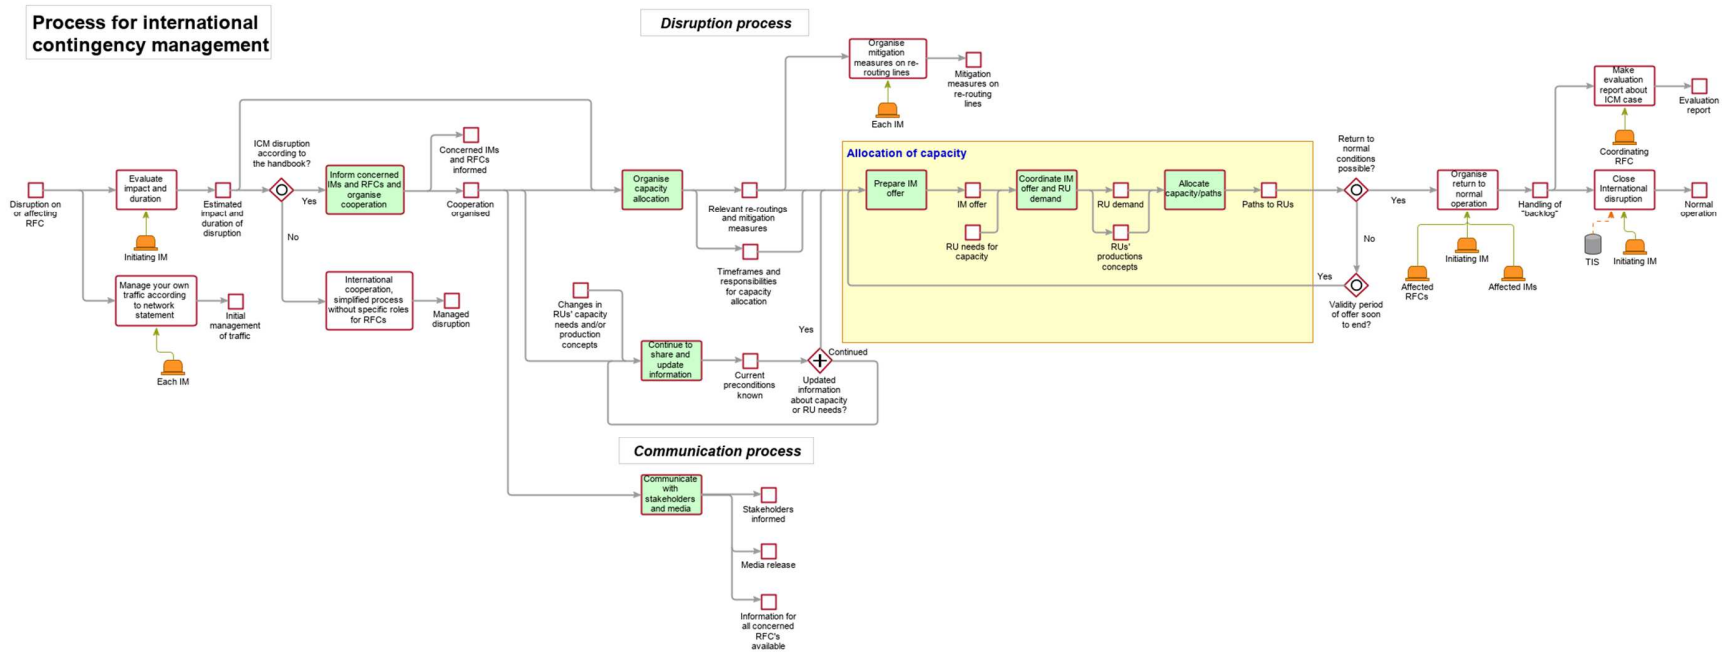 Process for international
contingency management
Disruption process
Organise
mitigation
measures on re-
routing lines
Mitigation
measures on
re-routing
lines
Each IM
Make
evaluation
report about
ICM case
Evaluation
report
Coordinating
RFC
ICM disruption
according to
the handbook?
Concerned IMs
and RFCs
informed
Return to
normal
conditions
possible?
Allocation of capacity
Disruption on
or affecting
RFC
Evaluate
impact and
duration
Initiating IM
Estimated
impact and
duration of
disruption
Yes
No
Inform concerned
IMs and RFCs and
organise
cooperation
Cooperation
organised
Organise
capacity
allocation
Relevant re-routings
and mitigation
measures
Timeframes and
responsibilities
for capacity
allocation
Prepare IM
offer
IM offer
RU needs for
capacity
Coordinate IM
offer and RU
demand
RU demand
RUs'
productions
concepts
Allocate
capacity/paths
Paths to RUs
Yes
No
Yes
Validity period
of offer soon
to end?
Organise
return to
normal
operation
Initiating IM
Affected
RFCs
Affected IMs
Handling of
"backlog"
Close
International
disruption
TIS
Initiating IM
Normal
operation
Manage your own
traffic according
to network
statement
Initial
management
of traffic
Each IM
International
cooperation,
simplified process
without specific roles
for RFCs
Managed
disruption
Changes in
RUs' capacity
needs and/or
production
concepts
Continue to
share and
update
information
Current
preconditions
known
Yes
Continued
Updated
information
about capacity
or RU needs?
Communication process
Communicate
with
stakeholders
and media
Stakeholders
informed
Media release
Information for
all concerned
RFC's
available